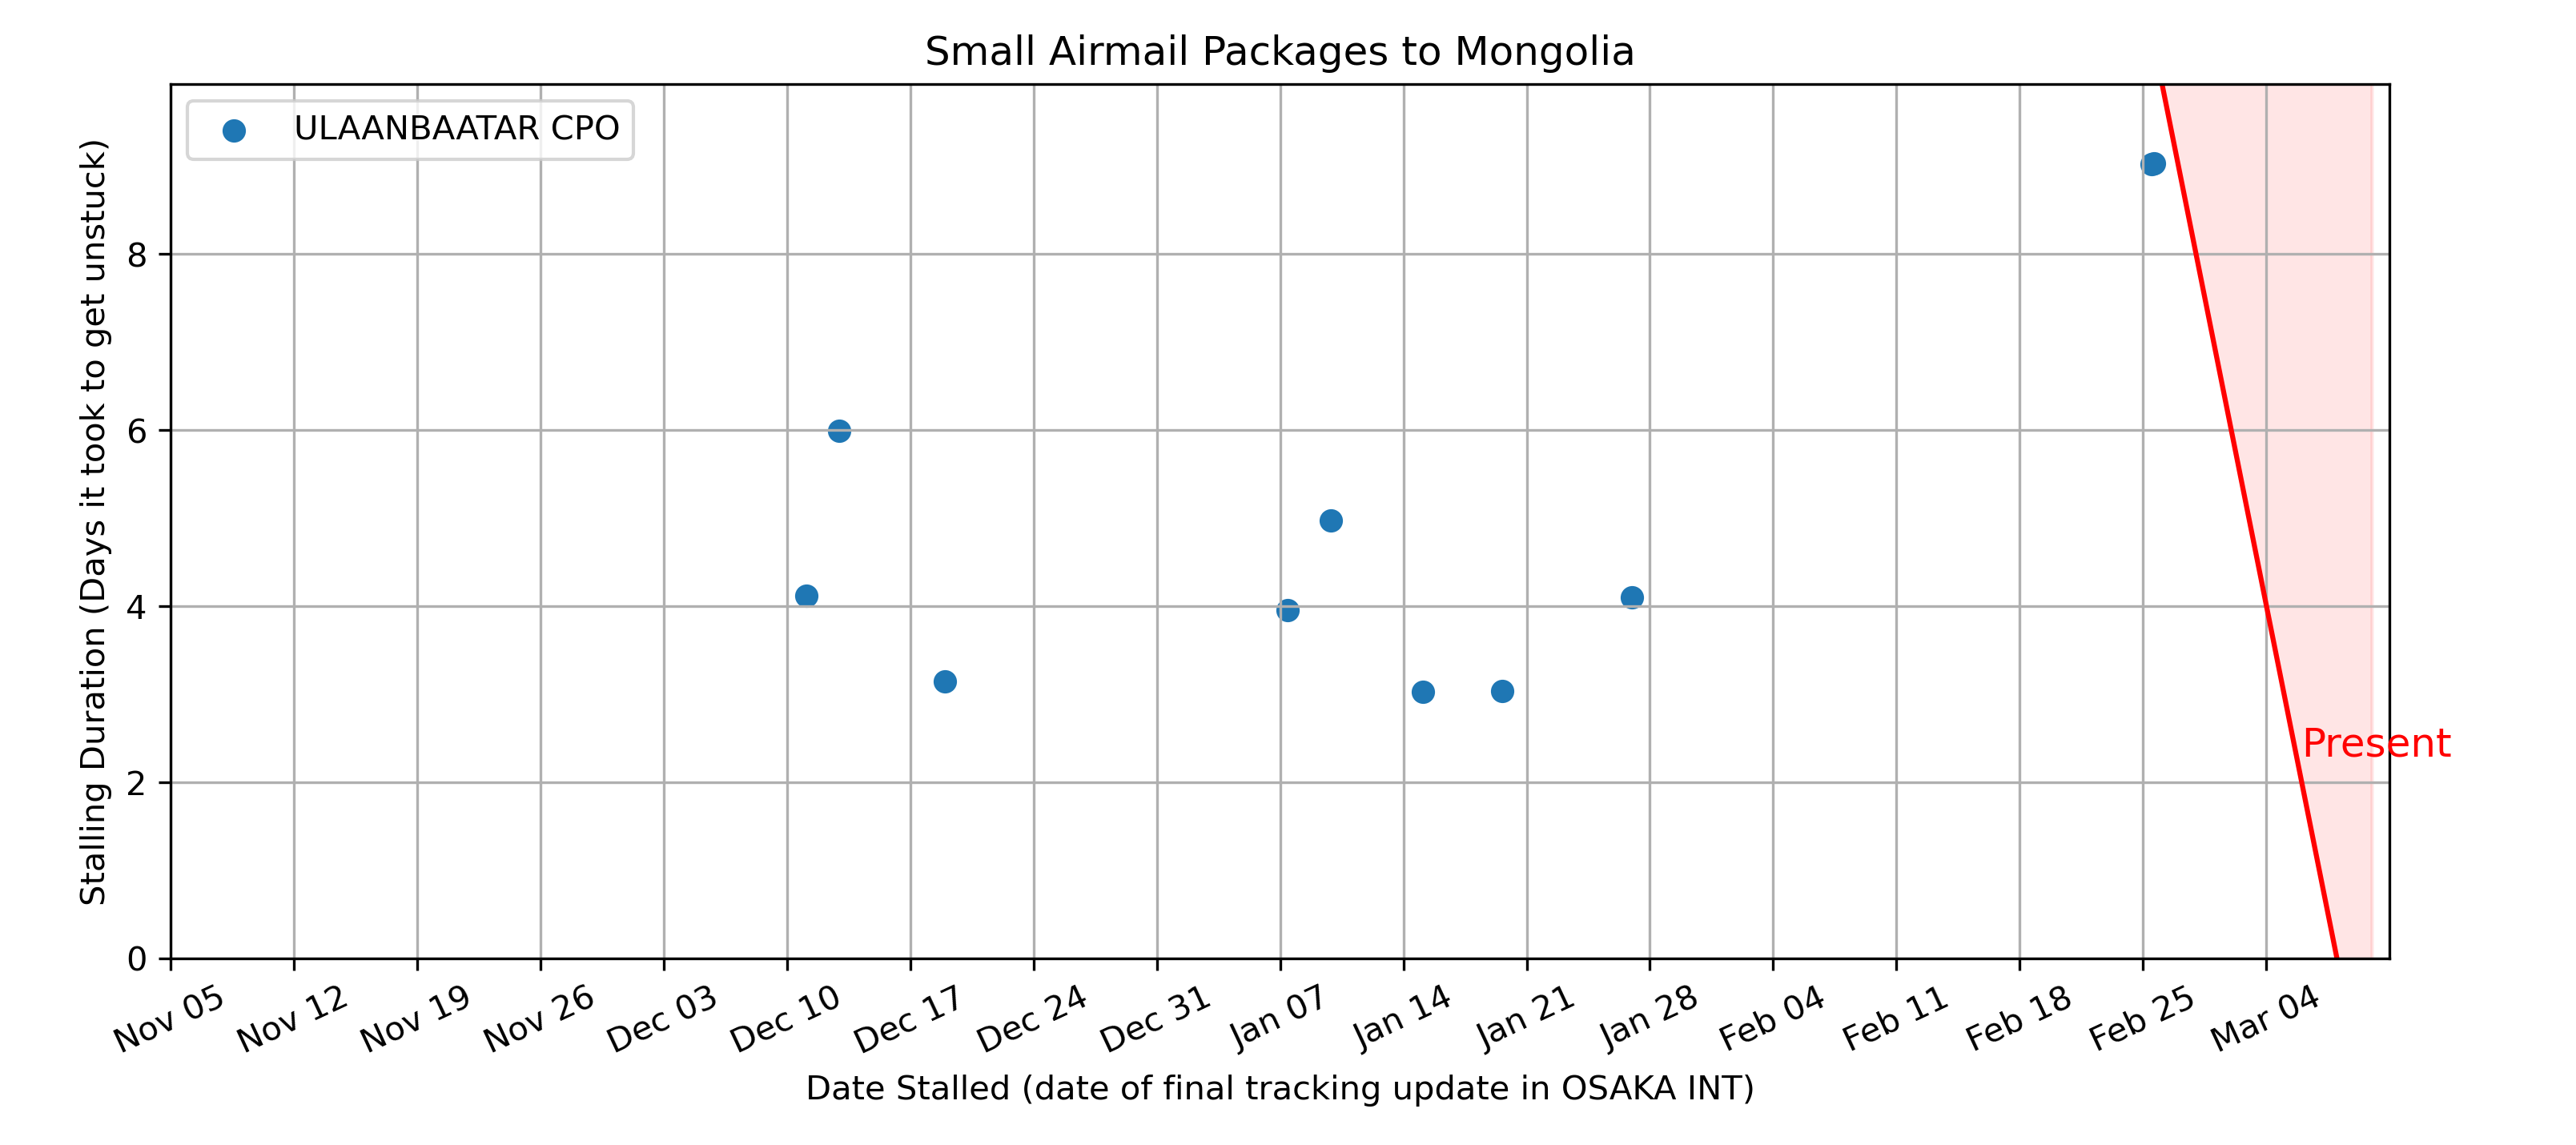 Small Airmail Packages to Mongolia
ULAANBAATAR CPO
Stalling Duration (Days it took to get unstuck)
8
6
4
2
0
Present
Nov 05
Nov 12
Nov 19
Nov 26
Dec 03
Dec 10
Dec 17
Dec 24
Dec 31
Jan 07
Jan 14
Jan 21
Jan 28
Feb 04
Feb 11
Feb 18
Feb 25
Mar 04
Date Stalled (date of final tracking update in OSAKA INT)